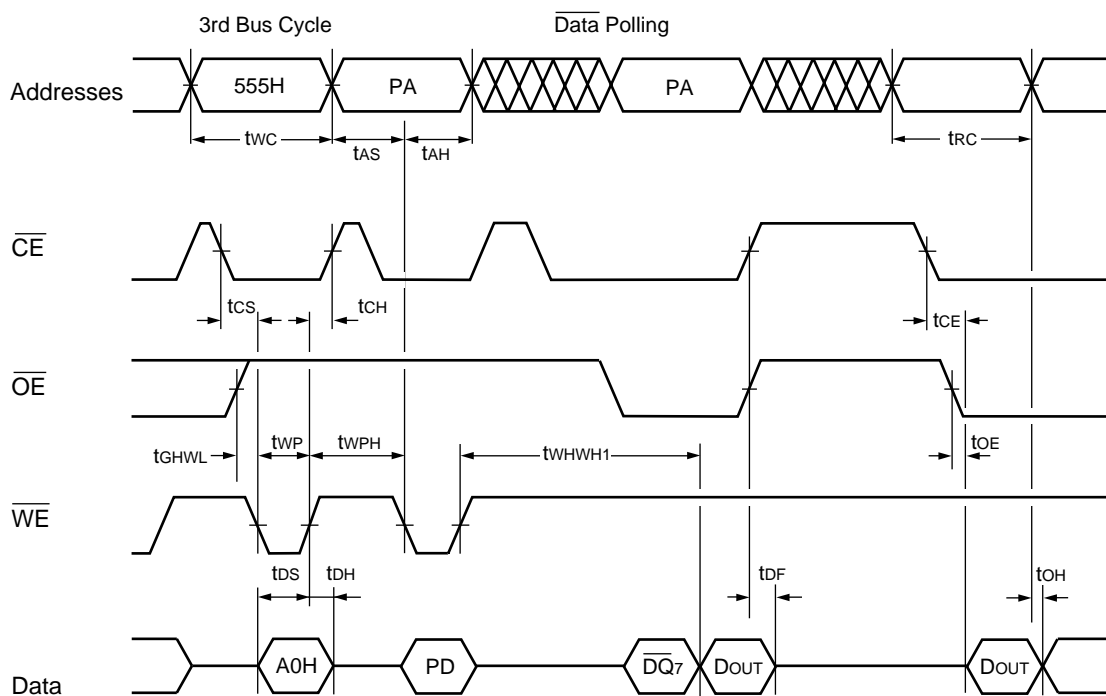 3rd Bus Cycle
Data Polling
Addresses
555H
PA
PA
tWC
tAS
tAH
tRC
CE
tCS
tCH
tCE
OE
tGHWL
tWP
tWPH
tWHWH1
tOE
WE
tDS
tDH
tDF
tOH
Data
A0H
PD
DQ7
DOUT
DOUT